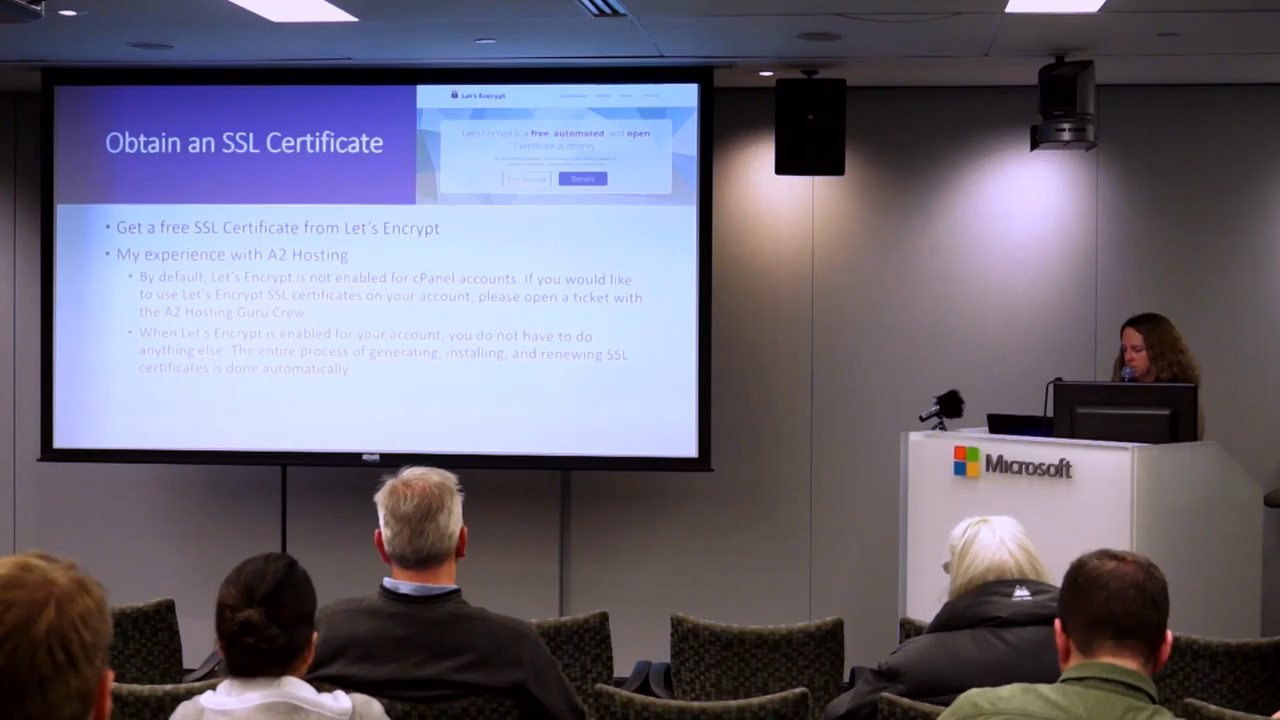 Let's Encrypt
Obtain an SSL Certificate
Let's Encrypt is a free, automated, and open
Certificate Authority.
Get Started
Donate
• Get a free SSL Certificate from Let's Encrypt
• My experience with A2 Hosting
• By default, Let's Encrypt is not enabled for cPanel accounts. If you would like
to use Let's Encrypt SSL certificates on your account, please open a ticket with
the A2 Hosting Guru Crew
• When Let's Encrypt is enabled for your account, you do not have to do
anything else. The entire process of generating, installing, and renewing SSL
certificates is done automatically
Microsoft